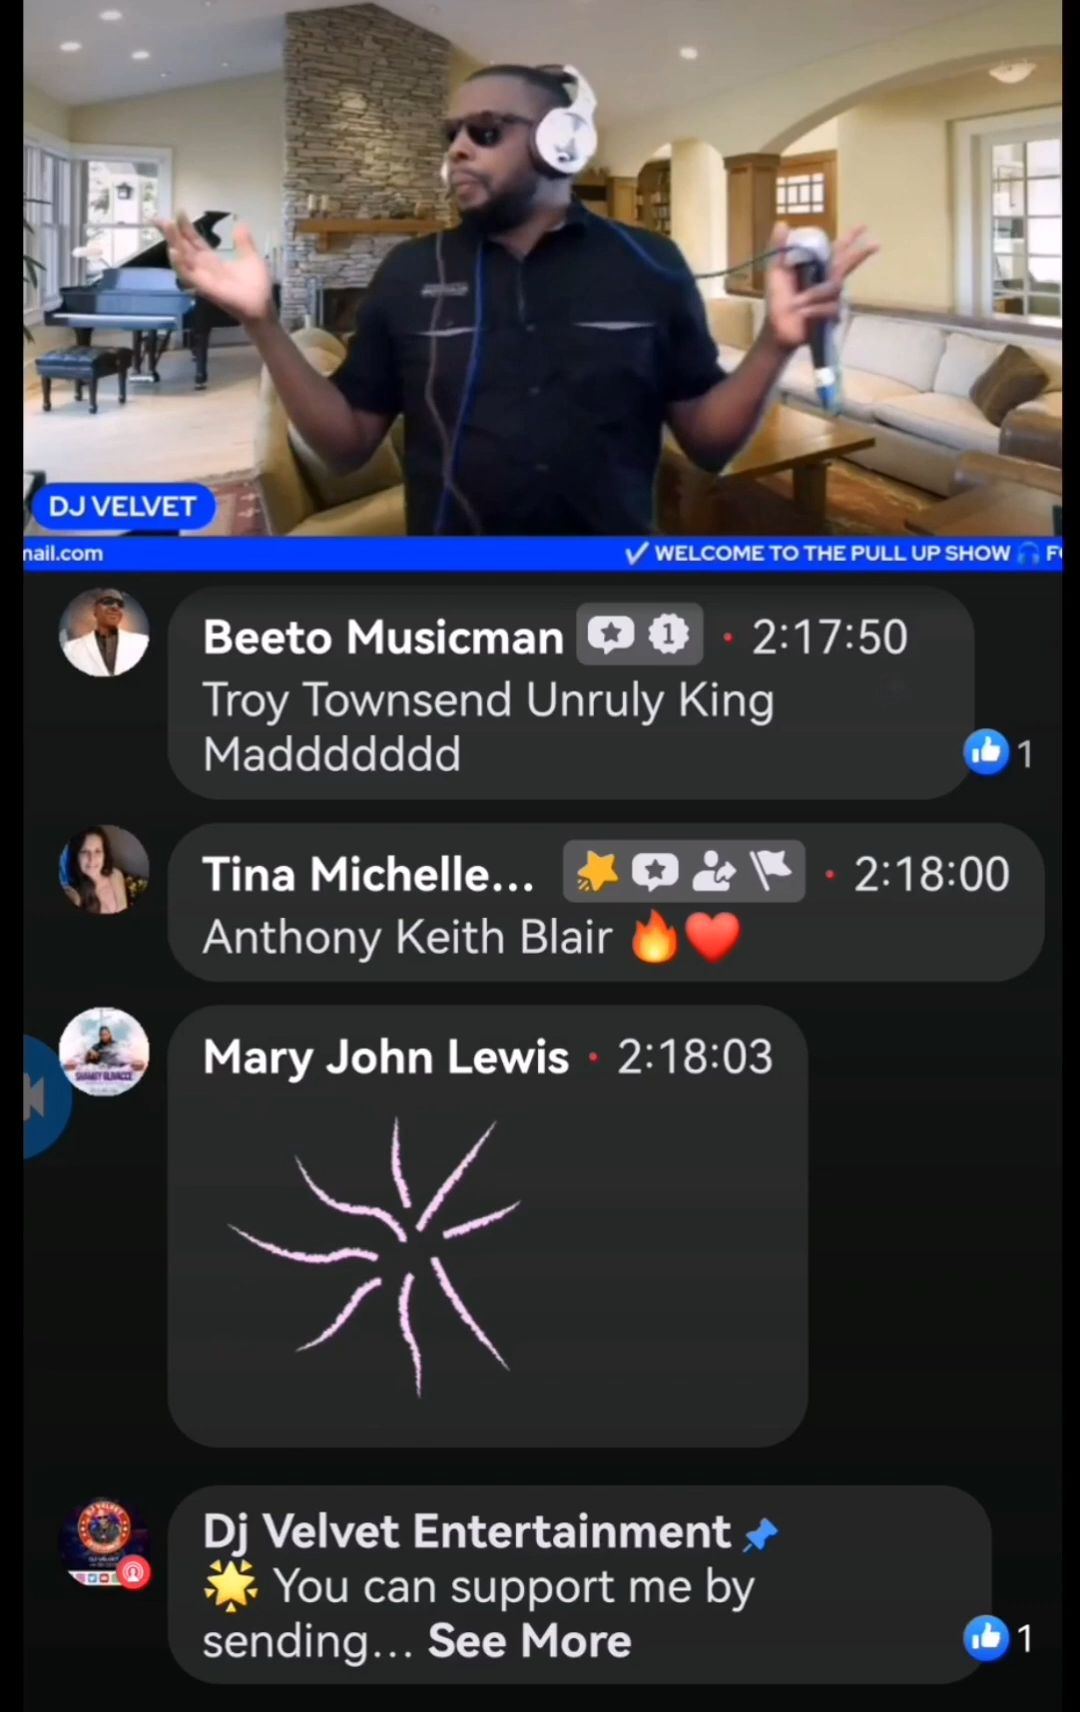 DJ VELVET
nail.com ✔ WELCOME TO THE PULL UP SHOW 🎧 F
Beeto Musicman 1 · 2:17:50
Troy Townsend Unruly King
Madddddddd
1
Tina Michelle... · 2:18:00
Anthony Keith Blair 🔥❤️
Mary John Lewis · 2:18:03
Dj Velvet Entertainment 📌
🌟 You can support me by
sending... See More
1